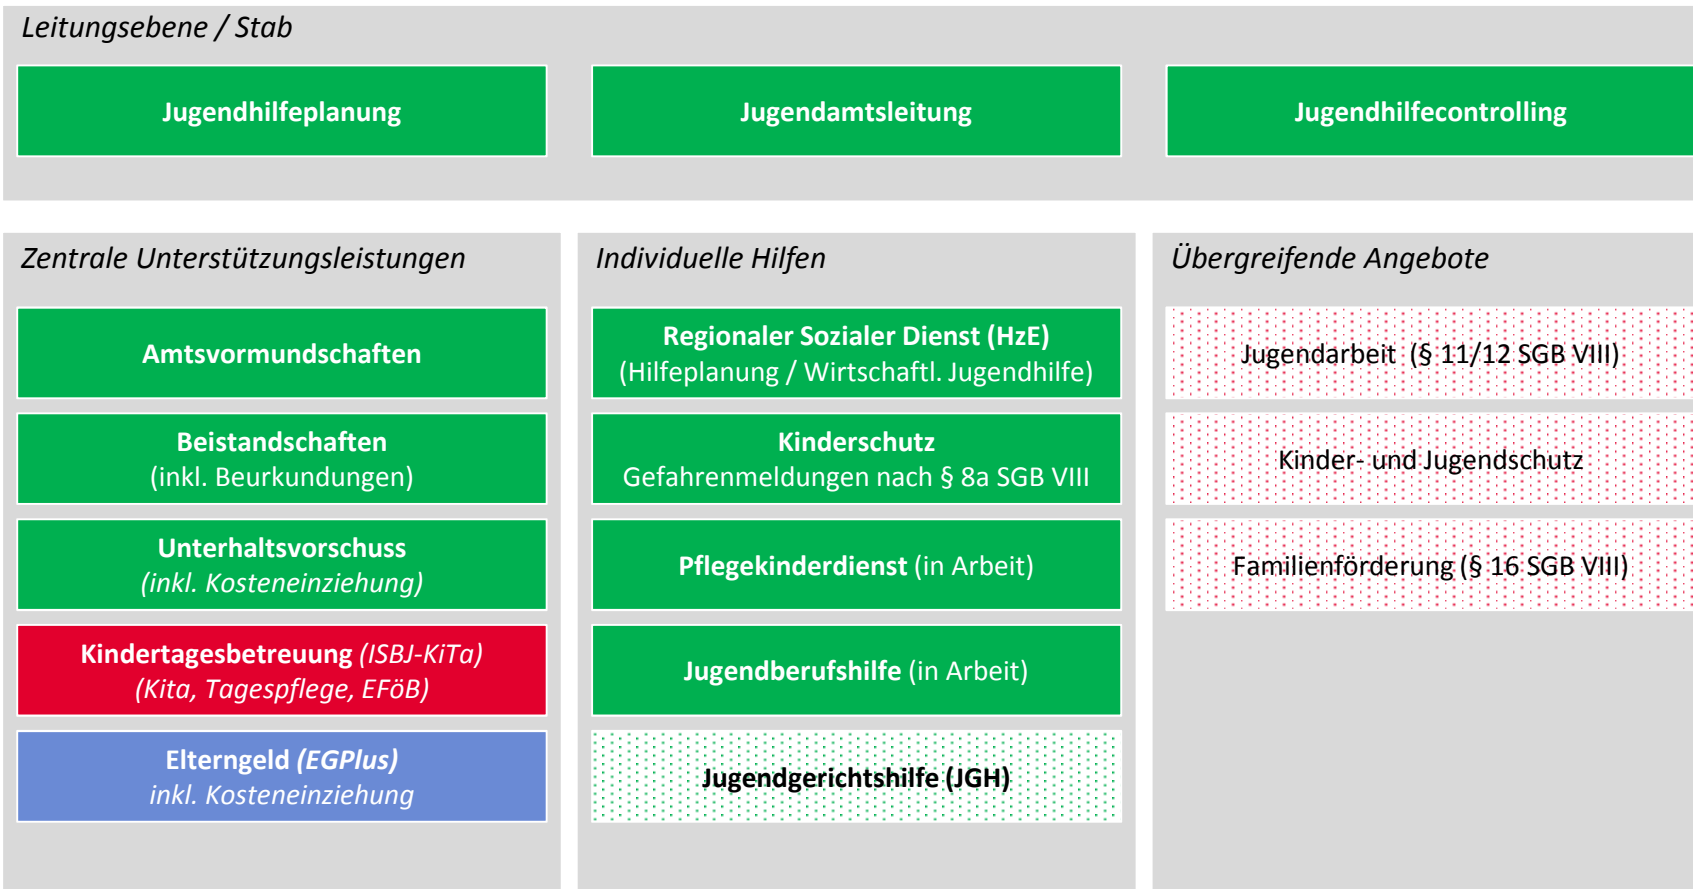 Leitungsebene / Stab
Jugendhilfeplanung
Jugendamtsleitung
Jugendhilfecontrolling
Zentrale Unterstützungsleistungen
Amtsvormundschaften
Beistandschaften
(inkl. Beurkundungen)
Unterhaltsvorschuss
(inkl. Kosteneinziehung)
Kindertagesbetreuung (ISBJ-KiTa)
(Kita, Tagespflege, EFöB)
Elterngeld (EGPlus)
inkl. Kosteneinziehung
Individuelle Hilfen
Regionaler Sozialer Dienst (HzE)
(Hilfeplanung / Wirtschaftl. Jugendhilfe)
Kinderschutz
Gefahrenmeldungen nach § 8a SGB VIII
Pflegekinderdienst (in Arbeit)
Jugendberufshilfe (in Arbeit)
Jugendgerichtshilfe (JGH)
Übergreifende Angebote
Jugendarbeit (§ 11/12 SGB VIII)
Kinder- und Jugendschutz
Familienförderung (§ 16 SGB VIII)